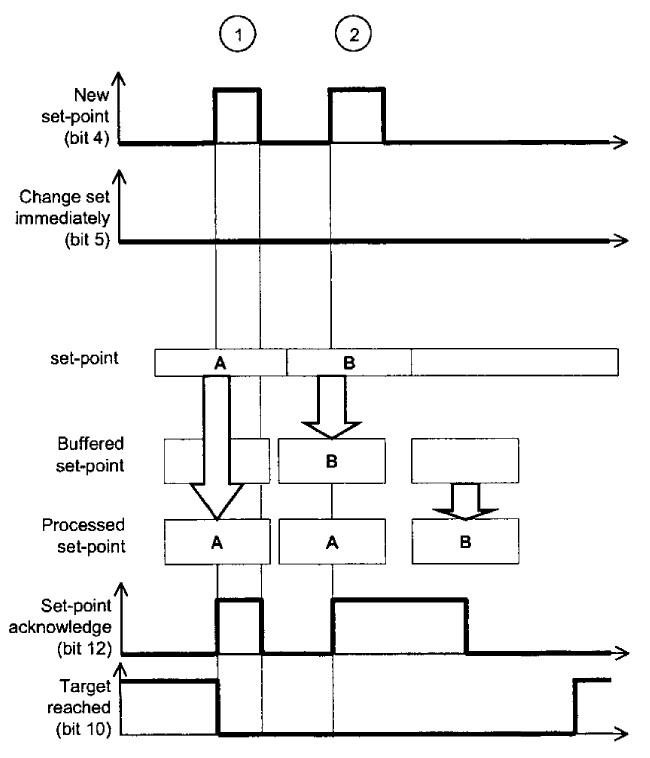 1
2
New
set-point
(bit 4)
Change set
immediately
(bit 5)
set-point
A
B
Buffered
set-point
B
Processed
set-point
A
A
B
Set-point
acknowledge
(bit 12)
Target
reached
(bit 10)